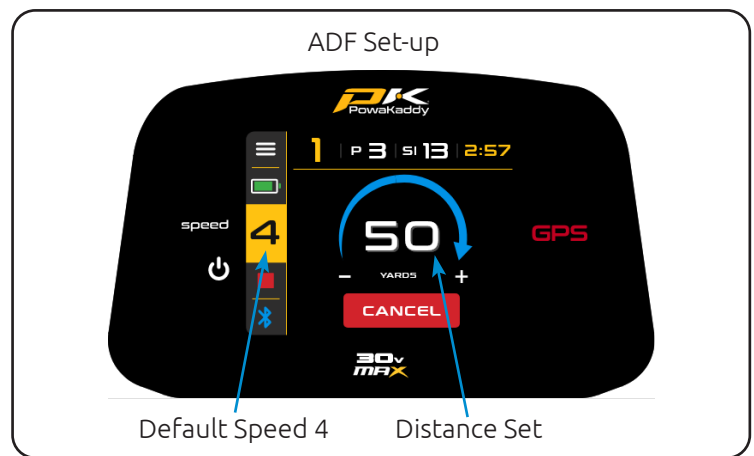 ADF Set-up
PK
PowaKaddy
1 P 3 SI 13 2:57
speed 4 50 GPS
- YARDS +
CANCEL
30v
MAX
Default Speed 4 Distance Set